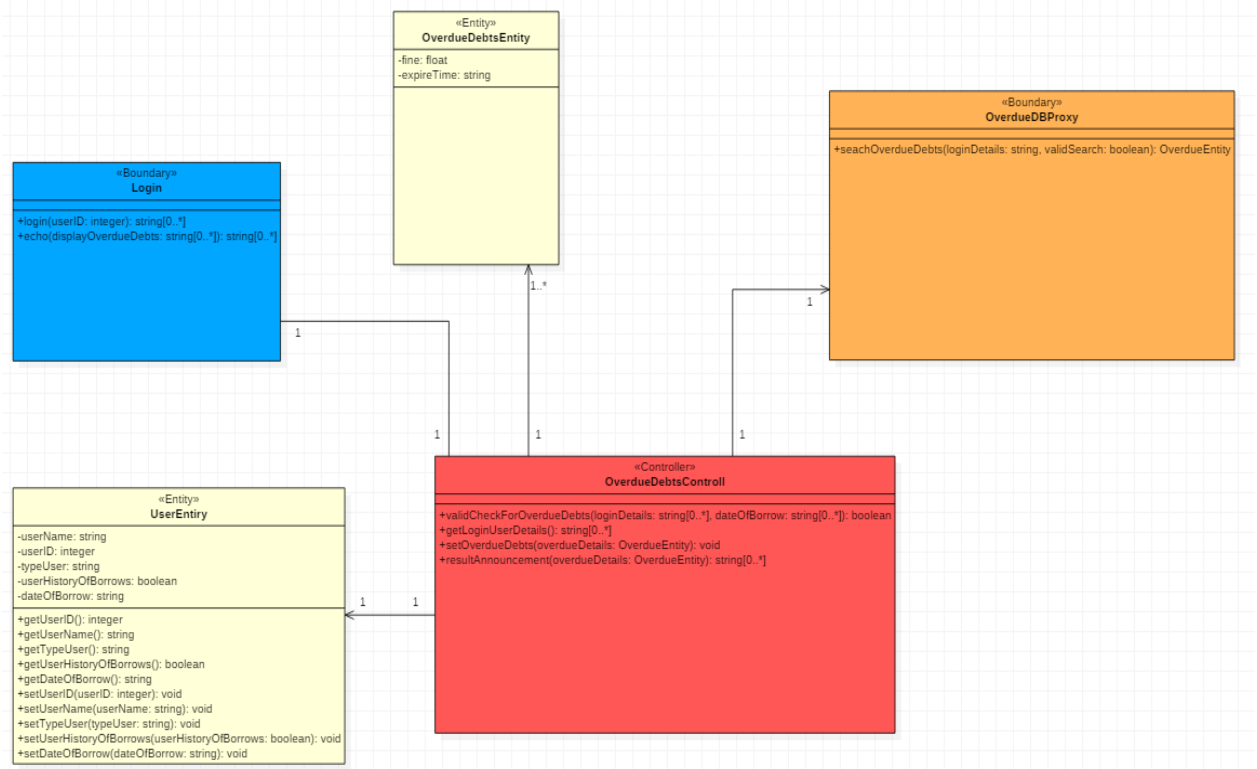 «Entity»
OverdueDebtsEntity
-fine: float
-expireTime: string
«Boundary»
OverdueDBProxy
+seachOverdueDebts(loginDetails: string, validSearch: boolean): OverdueEntity
«Boundary»
Login
+login(userID: integer): string[0..*]
+echo(displayOverdueDebts: string[0..*]): string[0..*]
1..*
1
1
1
1
1
«Controller»
OverdueDebtsControll
+validCheckForOverdueDebts(loginDetails: string[0..*], dateOfBorrow: string[0..*]): boolean
+getLoginUserDetails(): string[0..*]
+setOverdueDebts(overdueDetails: OverdueEntity): void
+resultAnnouncement(overdueDetails: OverdueEntity): string[0..*]
«Entity»
UserEntiry
-userName: string
-userID: integer
-typeUser: string
-userHistoryOfBorrows: boolean
-dateOfBorrow: string
+getUserID(): integer
+getUserName(): string
+getTypeUser(): string
+getUserHistoryOfBorrows(): boolean
+getDateOfBorrow(): string
+setUserID(userID: integer): void
+setUserName(userName: string): void
+setTypeUser(typeUser: string): void
+setUserHistoryOfBorrows(userHistoryOfBorrows: boolean): void
+setDateOfBorrow(dateOfBorrow: string): void
1
1